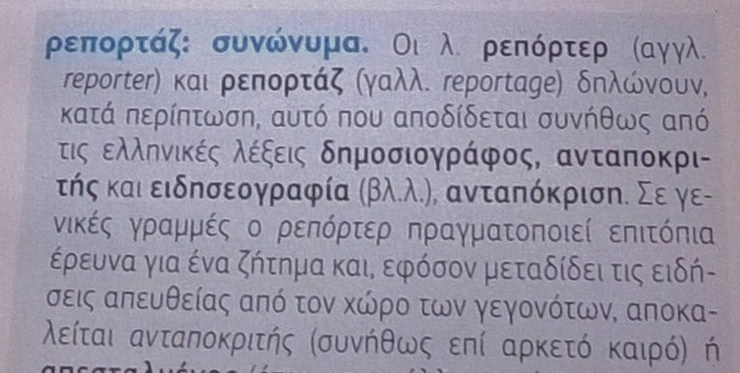 ρεπορτάζ: συνώνυμα. Οι λ. ρεπόρτερ (αγγλ.
reporter) και ρεπορτάζ (γαλλ. reportage) δηλώνουν,
κατά περίπτωση, αυτό που αποδίδεται συνήθως από
τις ελληνικές λέξεις δημοσιογράφος, ανταποκρι-
τής και ειδησεογραφία (βλ.λ.), ανταπόκριση. Σε γε-
νικές γραμμές ο ρεπόρτερ πραγματοποιεί επιτόπια
έρευνα για ένα ζήτημα και, εφόσον μεταδίδει τις ειδή-
σεις απευθείας από τον χώρο των γεγονότων, αποκα-
λείται ανταποκριτής (συνήθως επί αρκετό καιρό) ή